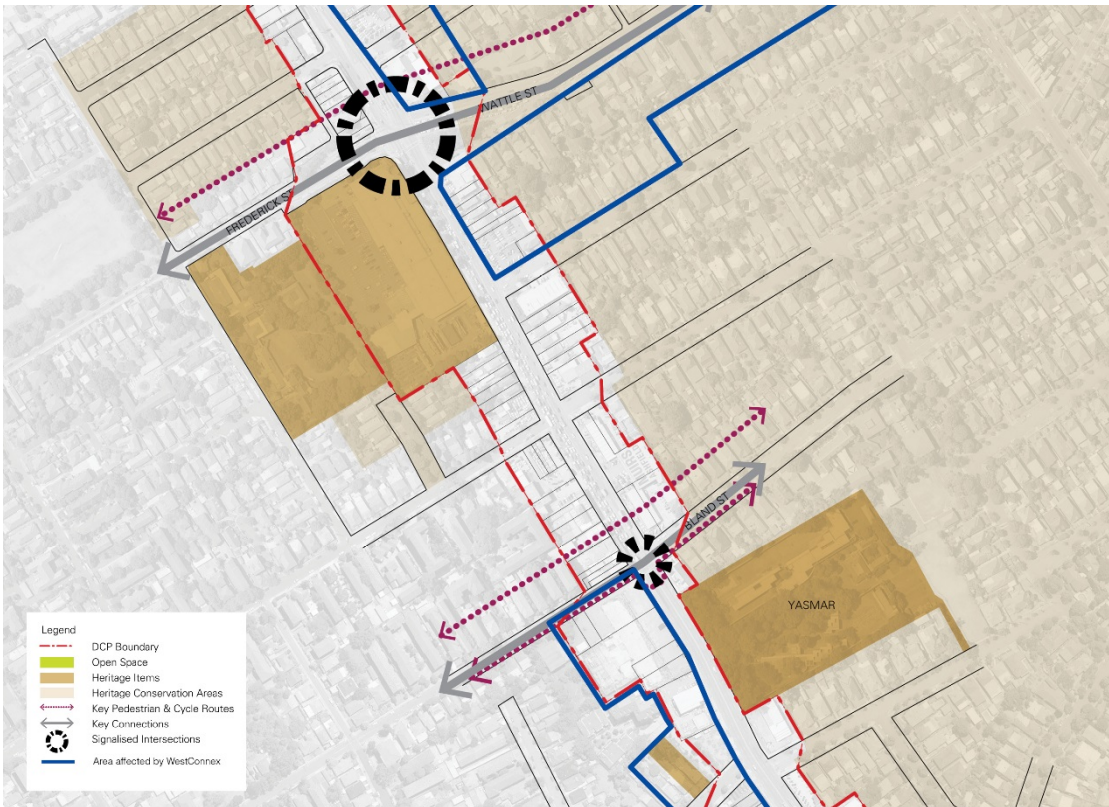 WATTLE ST
FREDERICK ST
BLAND ST
YASMAR
Legend
DCP Boundary
Open Space
Heritage Items
Heritage Conservation Areas
Key Pedestrian & Cycle Routes
Key Connections
Signalised Intersections
Area affected by WestConnex